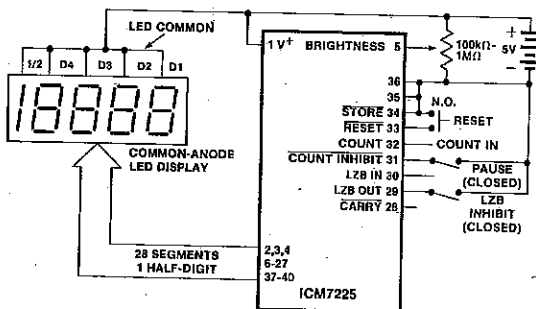 LED COMMON
f/2 D4 D3 D2 D1
COMMON-ANODE
LED DISPLAY
28 SEGMENTS
1 HALF-DIGIT
1 V+
BRIGHTNESS 5
100kΩ-
1MΩ
+
5V
−
36
35
STORE 34
RESET 33
COUNT 32
COUNT INHIBIT 31
LZB IN 30
LZB OUT 29
CARRY 28
N.O.
RESET
COUNT IN
PAUSE
(CLOSED)
LZB
INHIBIT
(CLOSED)
2,3,4
6-27
37-40
ICM7225